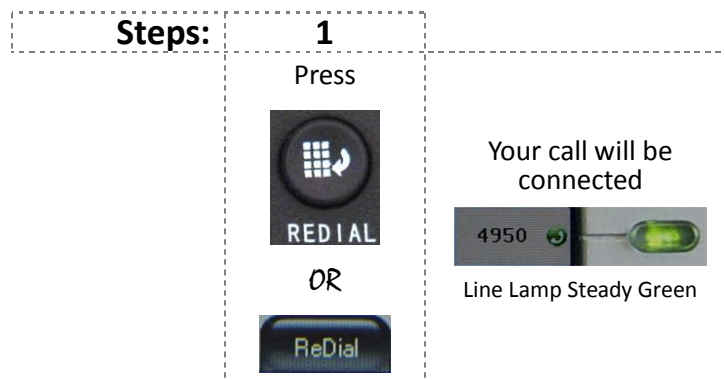 Steps:
1
Press
REDIAL
OR
ReDial
Your call will be
connected
4950
Line Lamp Steady Green